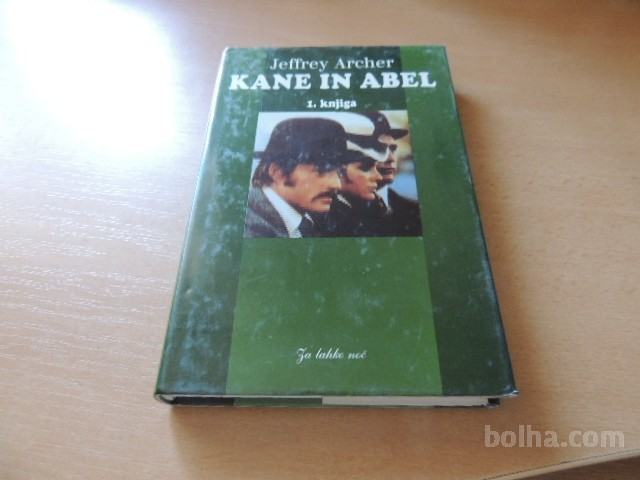 Jeffrey Archer
KANE IN ABEL
1. knjiga
Za lahko noč
bolha.com